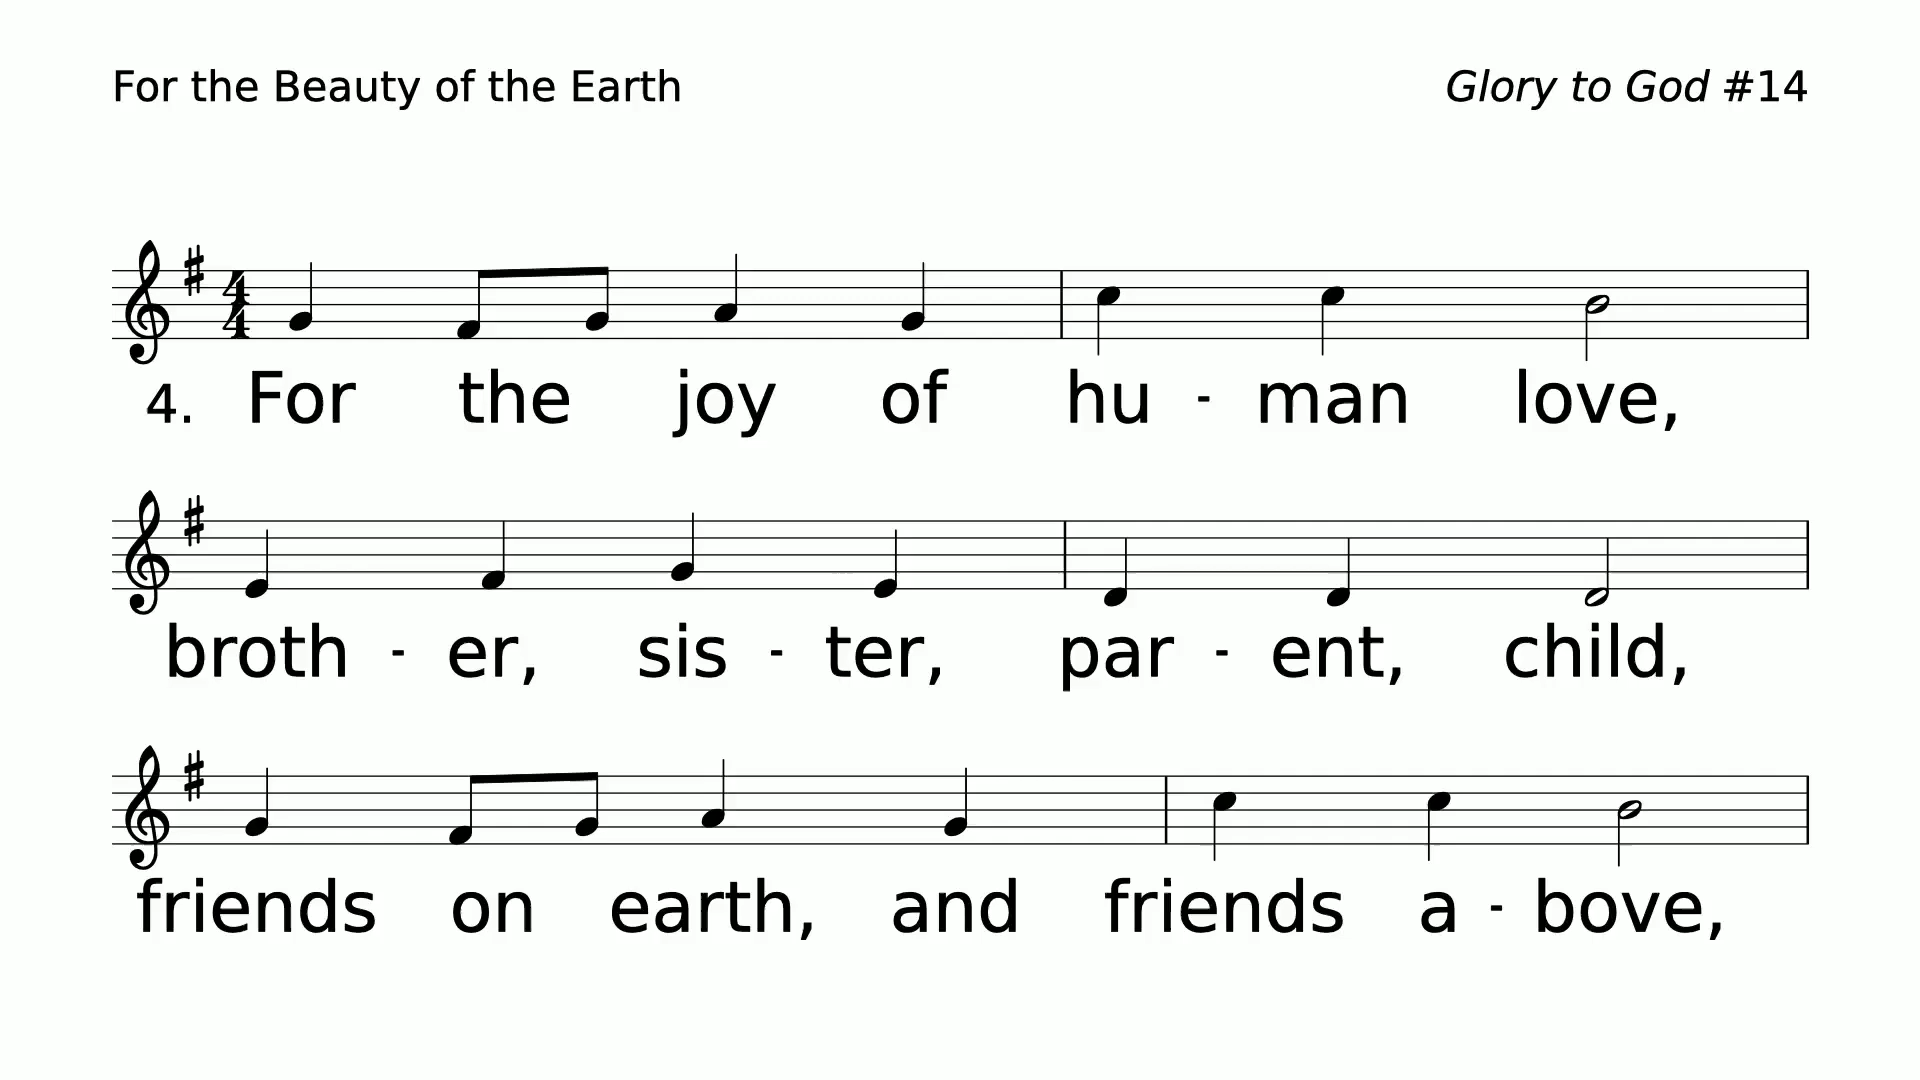 For the Beauty of the Earth
Glory to God #14
4. For the joy of hu - man love,
broth - er, sis - ter, par - ent, child,
friends on earth, and friends a - bove,